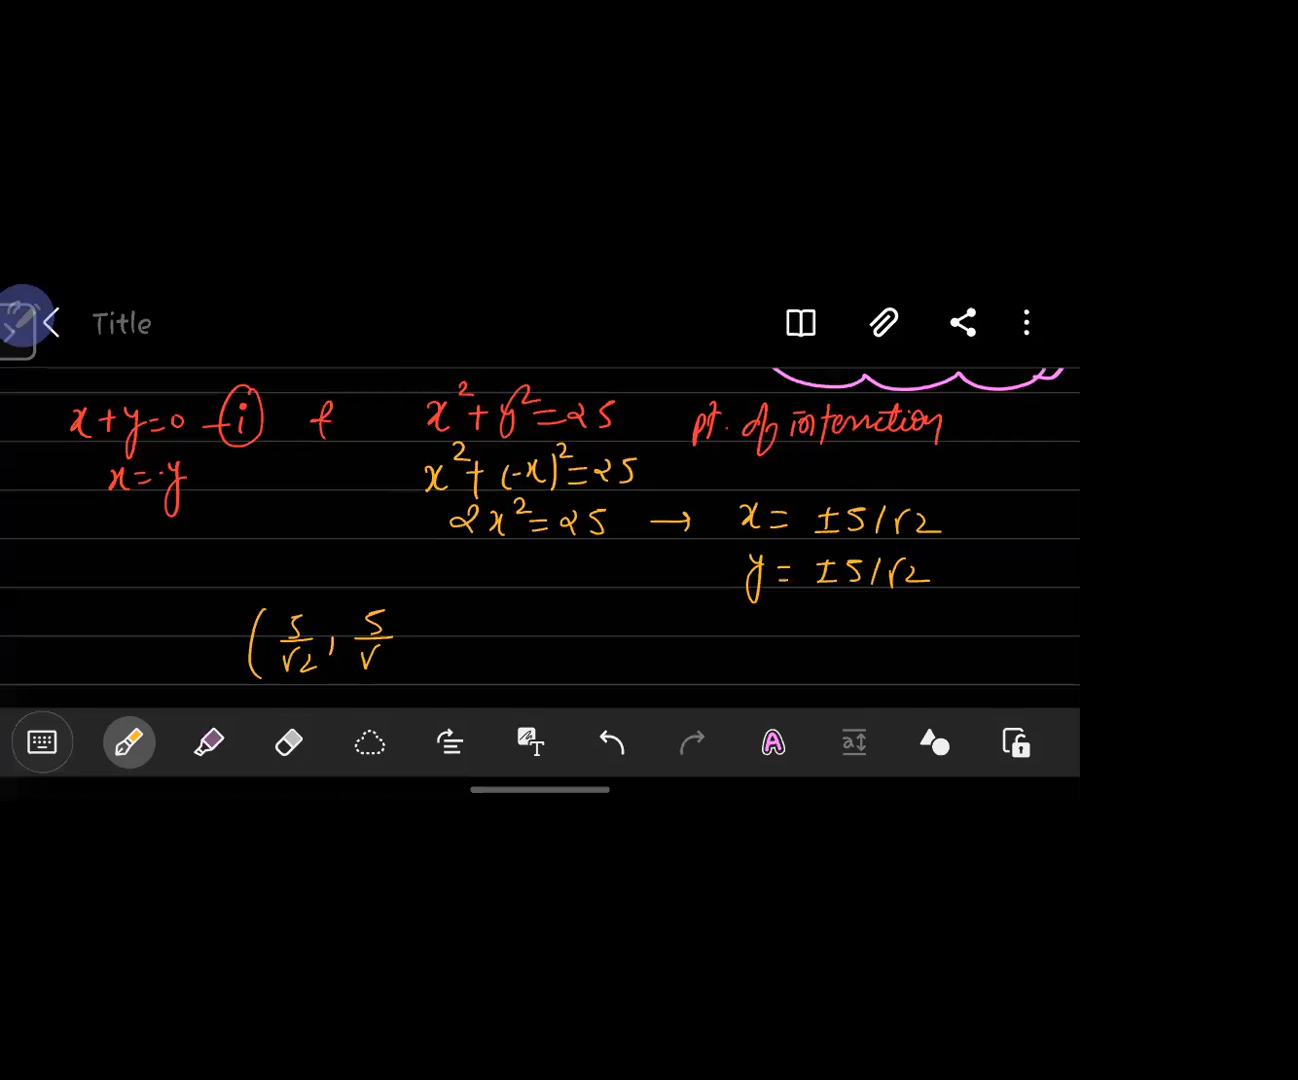 Title
x + y = 0 — (i) & x² + y² = 25 pt. of intersection
x = -y x² + (-x)² = 25
2x² = 25 → x = ±5/√2
y = ±5/√2
(5/√2, 5/√